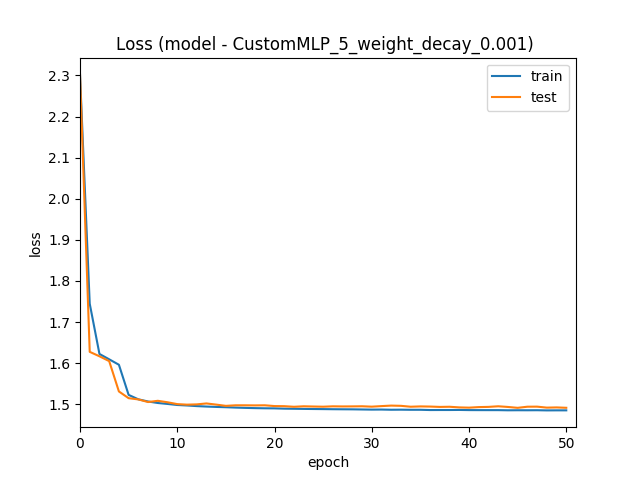 Loss (model - CustomMLP_5_weight_decay_0.001)
train
test
2.3
2.2
2.1
2.0
1.9
1.8
1.7
1.6
1.5
loss
0 10 20 30 40 50
epoch